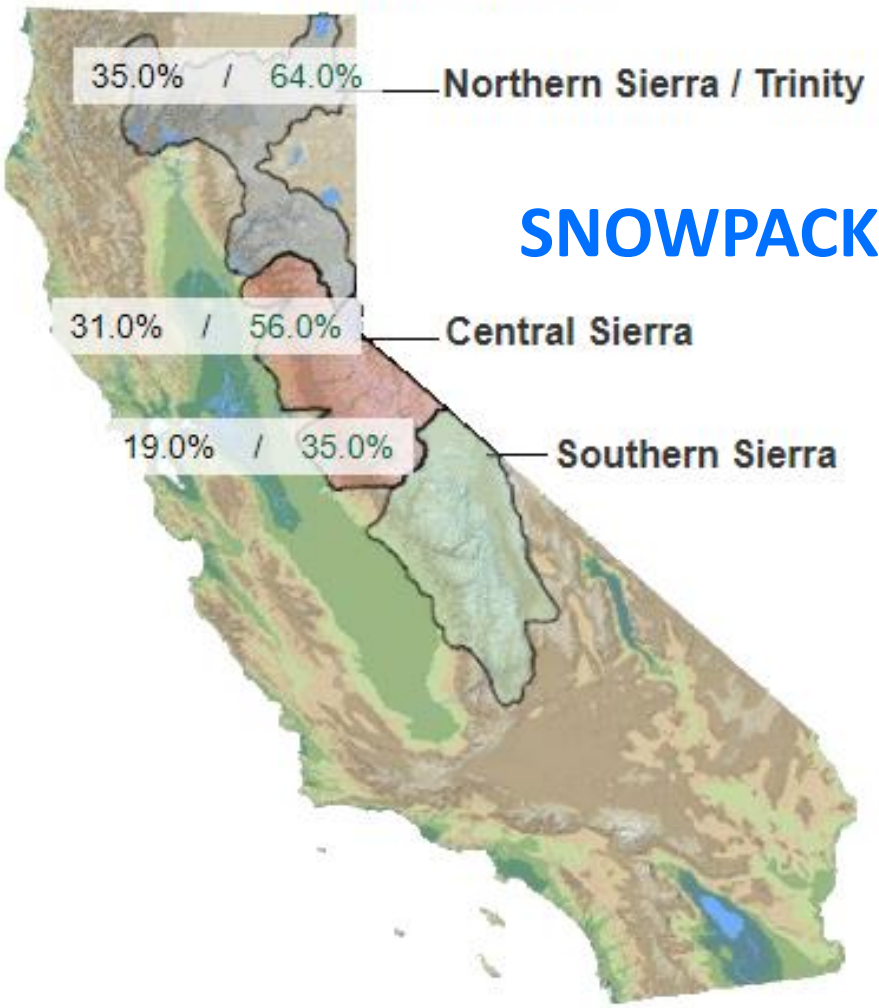 35.0% / 64.0% Northern Sierra / Trinity
SNOWPACK
31.0% / 56.0% Central Sierra
19.0% / 35.0% Southern Sierra